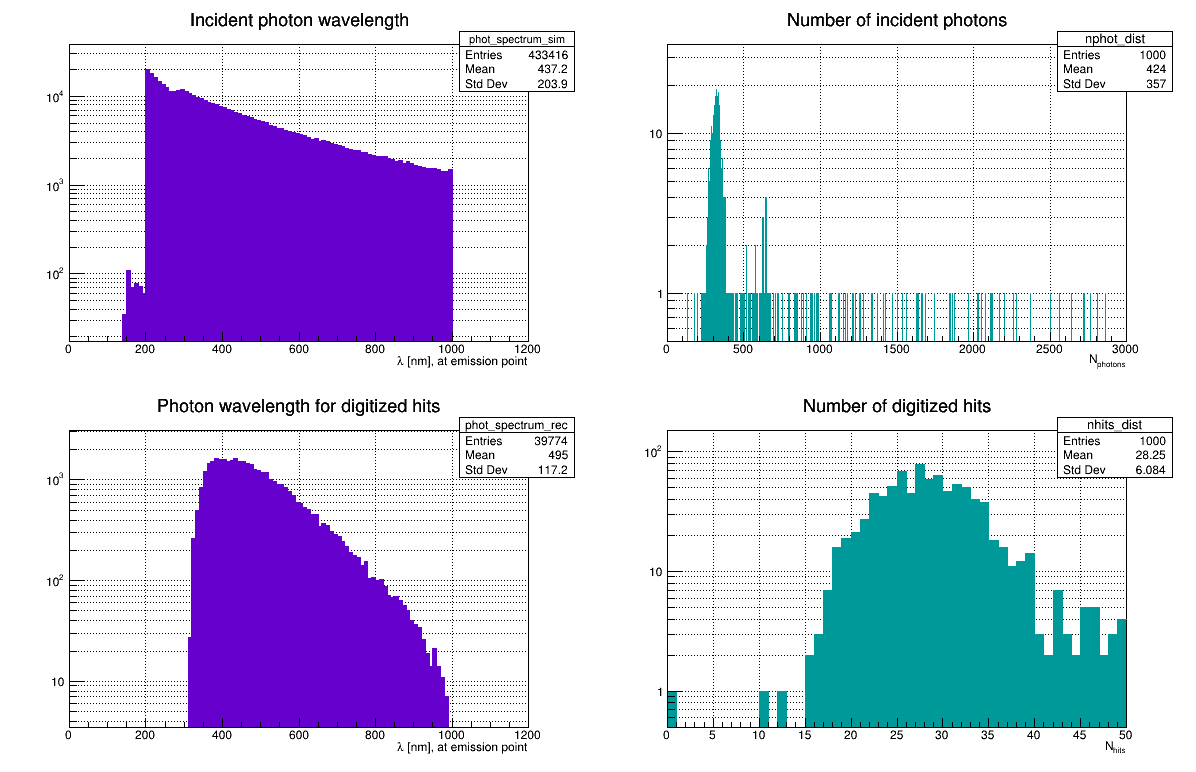 Incident photon wavelength
phot_spectrum_sim
Entries 433416
Mean 437.2
Std Dev 203.9
10^4
10^3
10^2
0 200 400 600 800 1000 1200
λ [nm], at emission point
Number of incident photons
nphot_dist
Entries 1000
Mean 424
Std Dev 357
10
1
0 500 1000 1500 2000 2500 3000
N_photons
Photon wavelength for digitized hits
phot_spectrum_rec
Entries 39774
Mean 495
Std Dev 117.2
10^3
10^2
10
0 200 400 600 800 1000 1200
λ [nm], at emission point
Number of digitized hits
nhits_dist
Entries 1000
Mean 28.25
Std Dev 6.084
10^2
10
1
0 5 10 15 20 25 30 35 40 45 50
N_hits